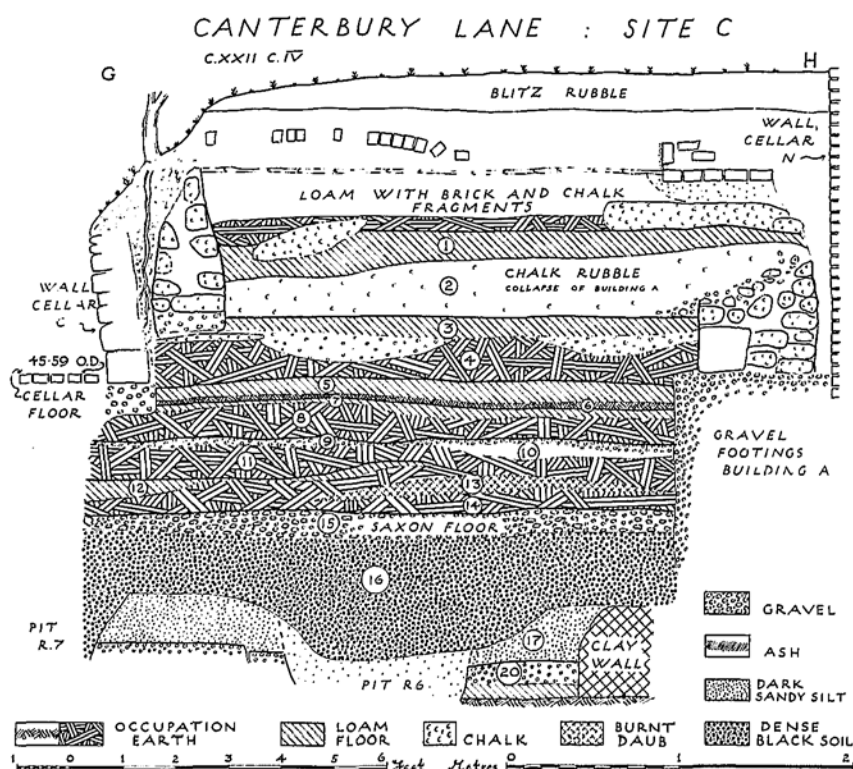 CANTERBURY LANE : SITE C
C.XXII C.IV
G
H
BLITZ RUBBLE
WALL,
CELLAR
N
LOAM WITH BRICK AND CHALK
FRAGMENTS
1
2
CHALK RUBBLE
COLLAPSE OF BUILDING A
WALL
CELLAR
C
3
4
45·59 O.D.
CELLAR
FLOOR
5
6
7
8
9
10
11
12
13
14
GRAVEL
FOOTINGS
BUILDING A
15
SAXON FLOOR
16
PIT
R.7
PIT R6
17
20
CLAY
WALL
GRAVEL
ASH
DARK
SANDY SILT
OCCUPATION
EARTH
LOAM
FLOOR
CHALK
BURNT
DAUB
DENSE
BLACK SOIL
1 0 1 2 3 4 5 6 Feet Metres 0 1 2